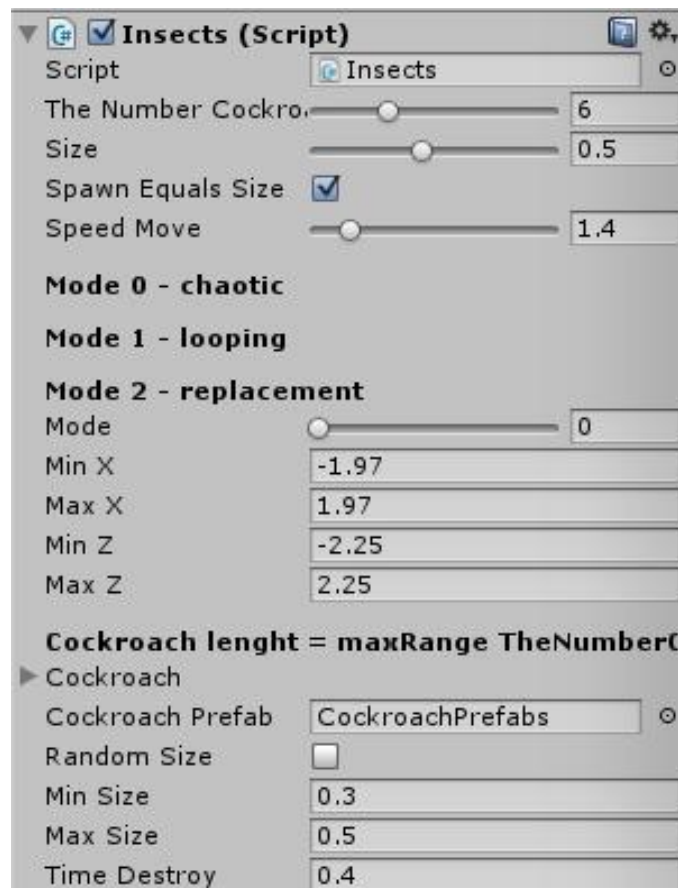 Insects (Script)
Script Insects
The Number Cockro 6
Size 0.5
Spawn Equals Size
Speed Move 1.4
Mode 0 - chaotic
Mode 1 - looping
Mode 2 - replacement
Mode 0
Min X -1.97
Max X 1.97
Min Z -2.25
Max Z 2.25
Cockroach lenght = maxRange TheNumberC
Cockroach
Cockroach Prefab CockroachPrefabs
Random Size
Min Size 0.3
Max Size 0.5
Time Destroy 0.4